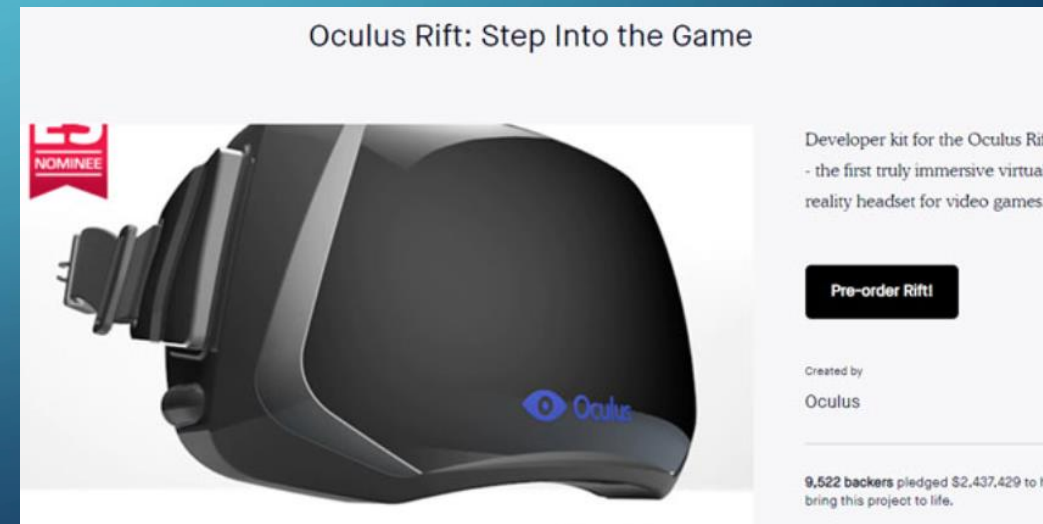 Oculus Rift: Step Into the Game
NOMINEE
Developer kit for the Oculus
- the first truly immersive virtual
reality headset for video games
Pre-order Rift!
Oculus
Created by
Oculus
9,522 backers pledged $2,437,429 to
bring this project to life.